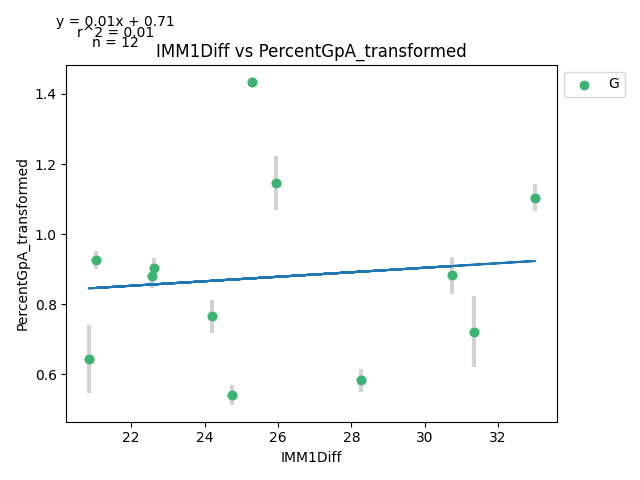 y = 0.01x + 0.71
r^2 = 0.01
n = 12
IMM1Diff vs PercentGpA_transformed
G
1.4
1.2
1.0
0.8
0.6
PercentGpA_transformed
22 24 26 28 30 32
IMM1Diff